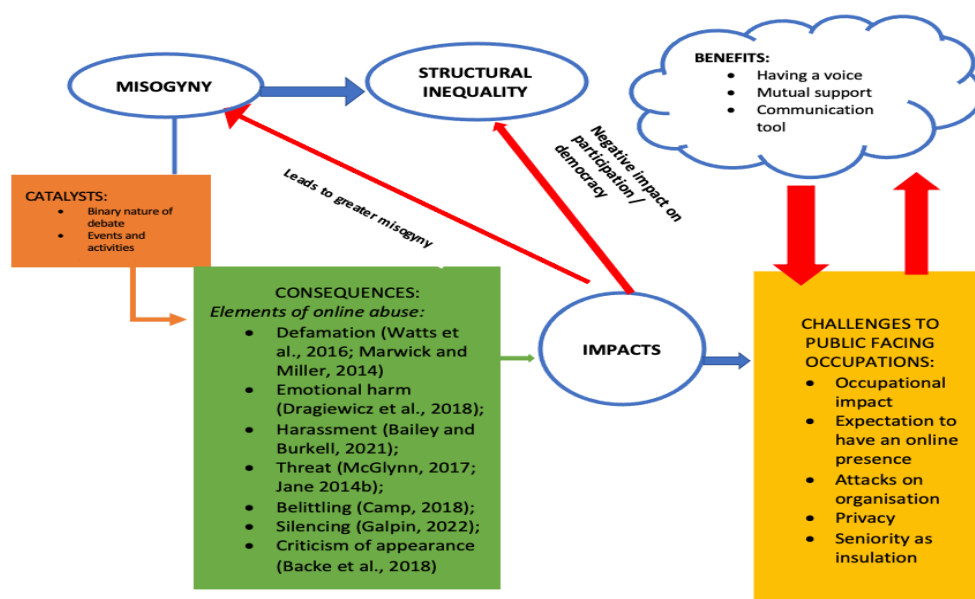 MISOGYNY
STRUCTURAL
INEQUALITY
BENEFITS:
• Having a voice
• Mutual support
• Communication
tool
CATALYSTS:
• Binary nature of
debate
• Events and
activities
Leads to greater misogyny
Negative impact on
participation /
democracy
CONSEQUENCES:
Elements of online abuse:
• Defamation (Watts et
al., 2016; Marwick and
Miller, 2014)
• Emotional harm
(Dragiewicz et al., 2018);
• Harassment (Bailey and
Burkell, 2021);
• Threat (McGlynn, 2017;
Jane 2014b);
• Belittling (Camp, 2018);
• Silencing (Galpin, 2022);
• Criticism of appearance
(Backe et al., 2018)
IMPACTS
CHALLENGES TO
PUBLIC FACING
OCCUPATIONS:
• Occupational
impact
• Expectation to
have an online
presence
• Attacks on
organisation
• Privacy
• Seniority as
insulation